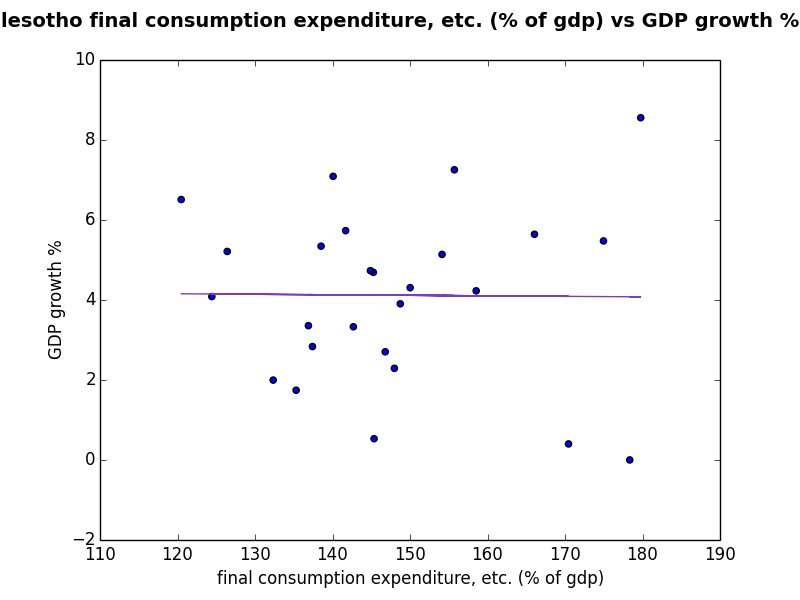 lesotho final consumption expenditure, etc. (% of gdp) vs GDP growth %
10
8
6
4
2
0
−2
GDP growth %
110 120 130 140 150 160 170 180 190
final consumption expenditure, etc. (% of gdp)